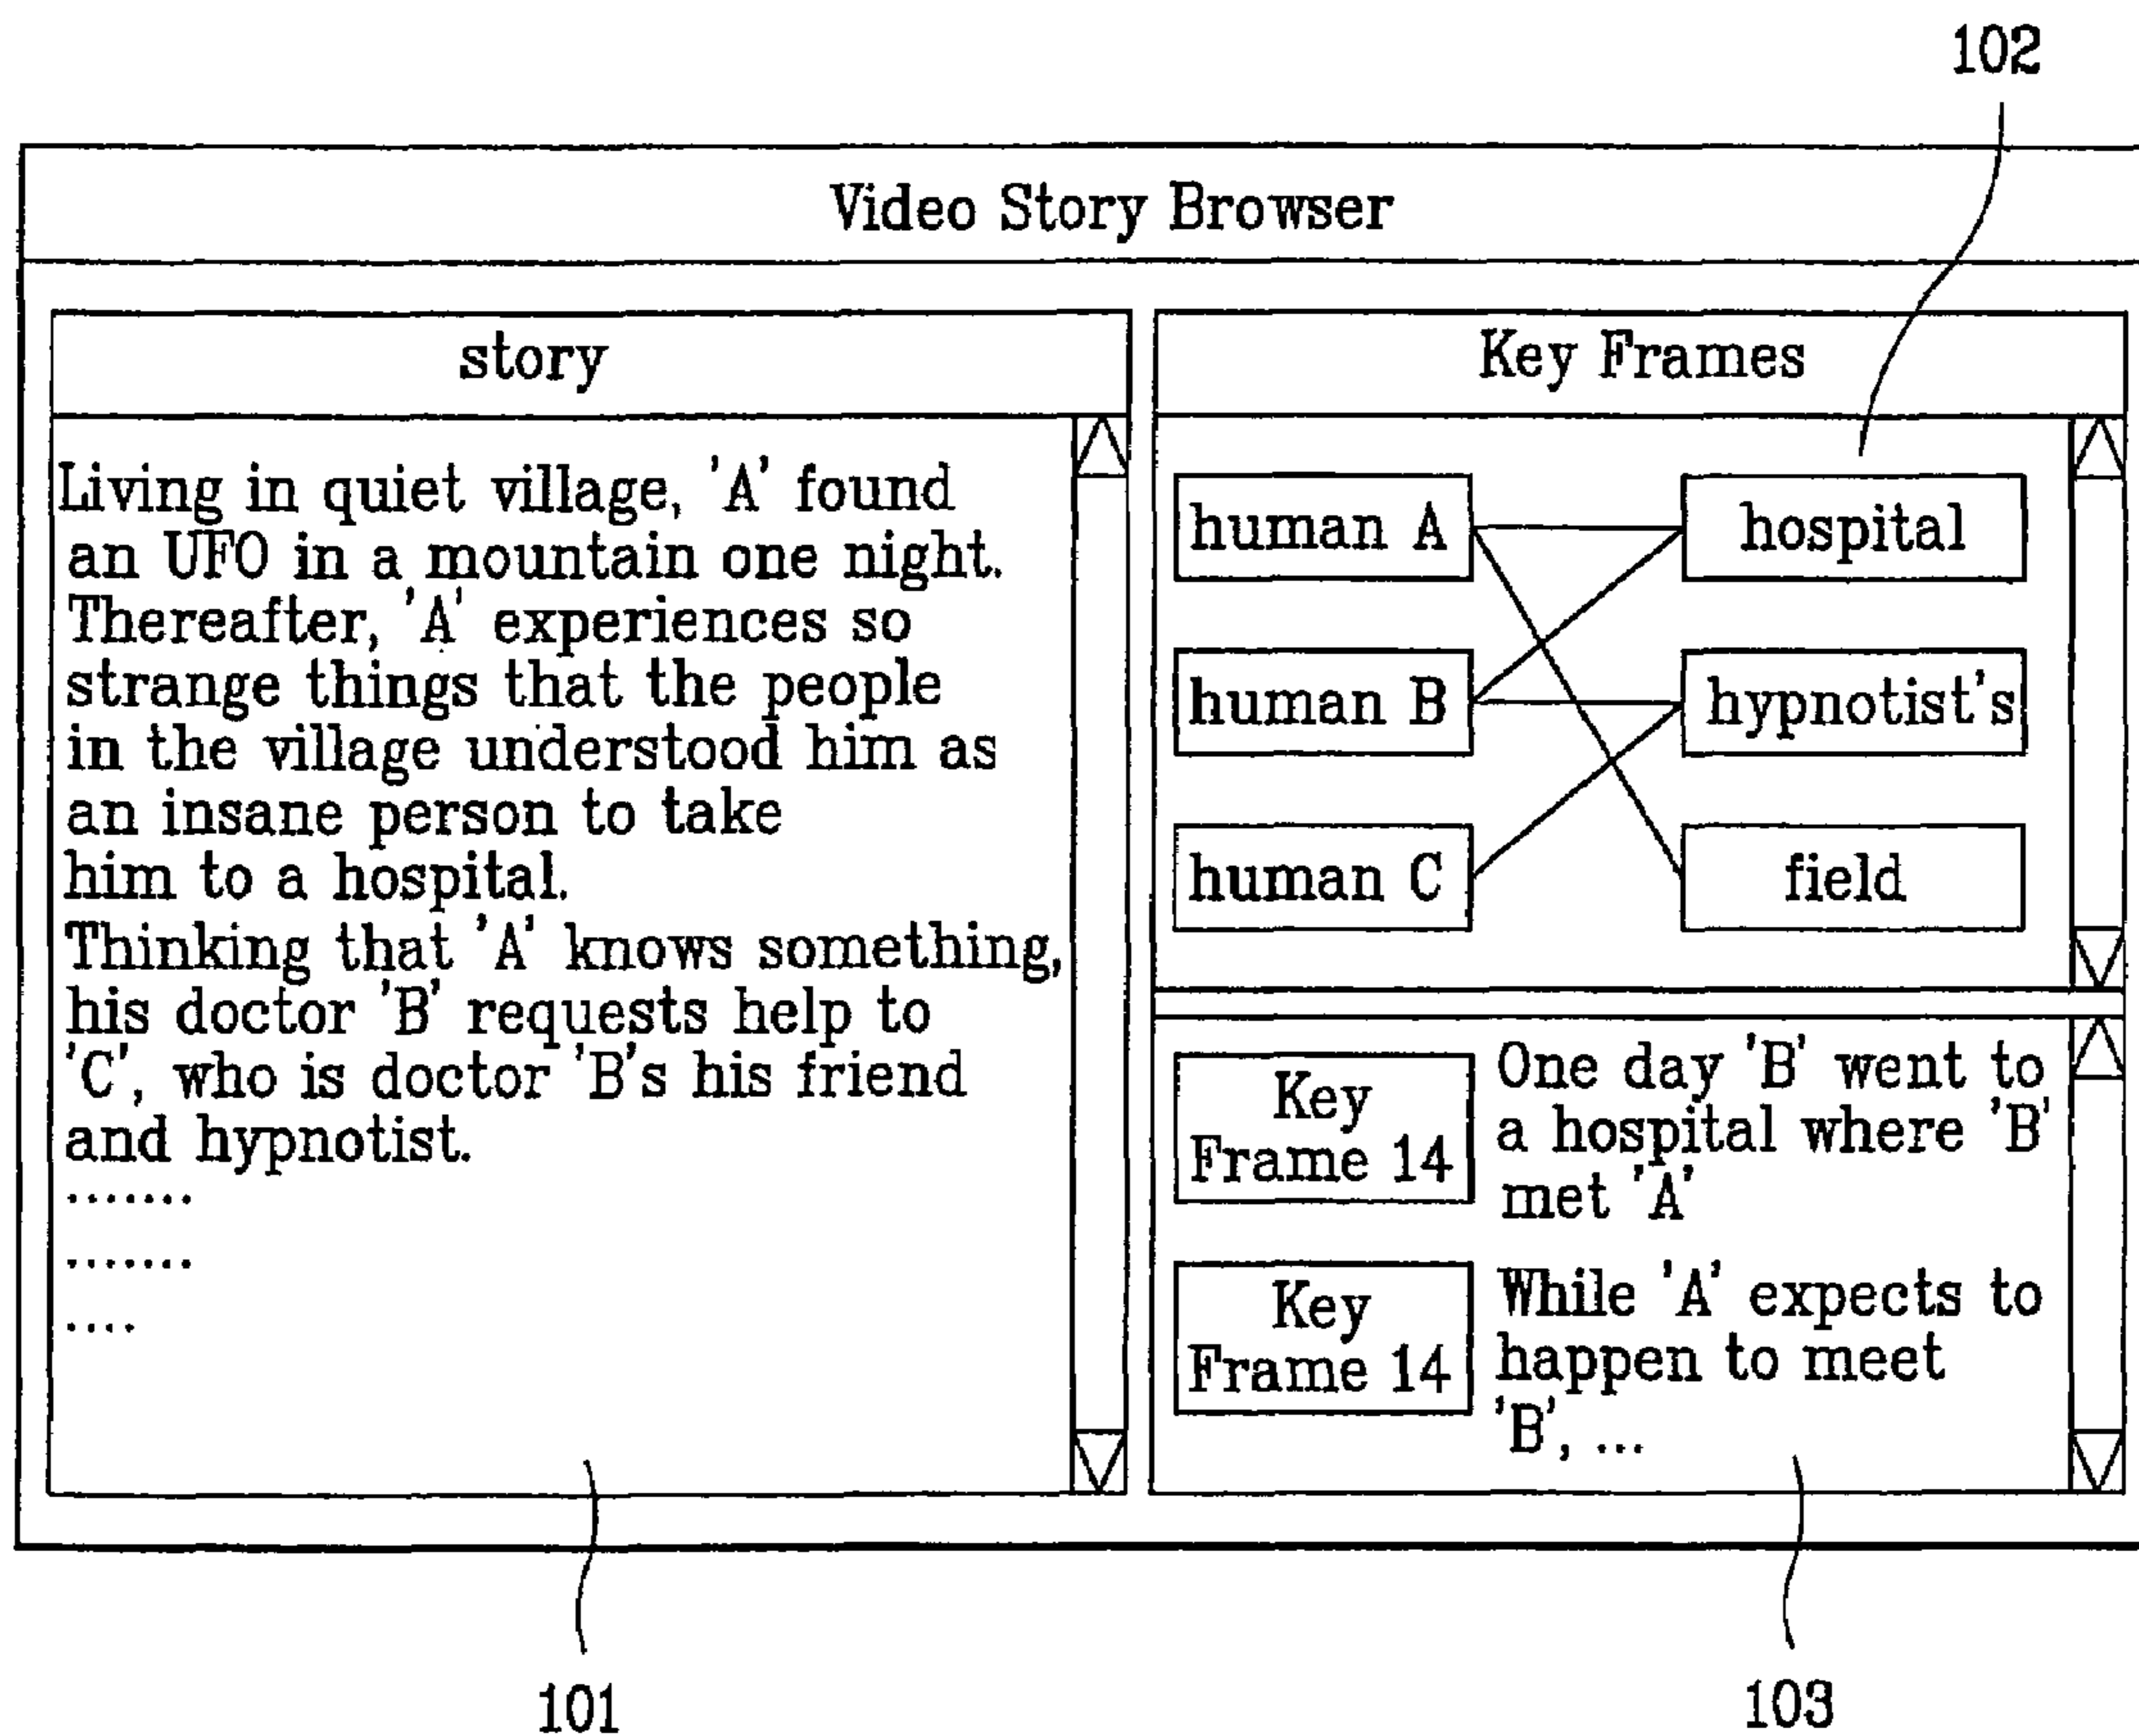 102
Video Story Browser
story
Living in quiet village, 'A' found
an UFO in a mountain one night.
Thereafter, 'A' experiences so
strange things that the people
in the village understood him as
an insane person to take
him to a hospital.
Thinking that 'A' knows something,
his doctor 'B' requests help to
'C', who is doctor 'B's his friend
and hypnotist.
.......
.......
....
Key Frames
human A
hospital
human B
hypnotist's
human C
field
Key
Frame 14
One day 'B' went to
a hospital where 'B'
met 'A'
Key
Frame 14
While 'A' expects to
happen to meet
'B', ...
101
103